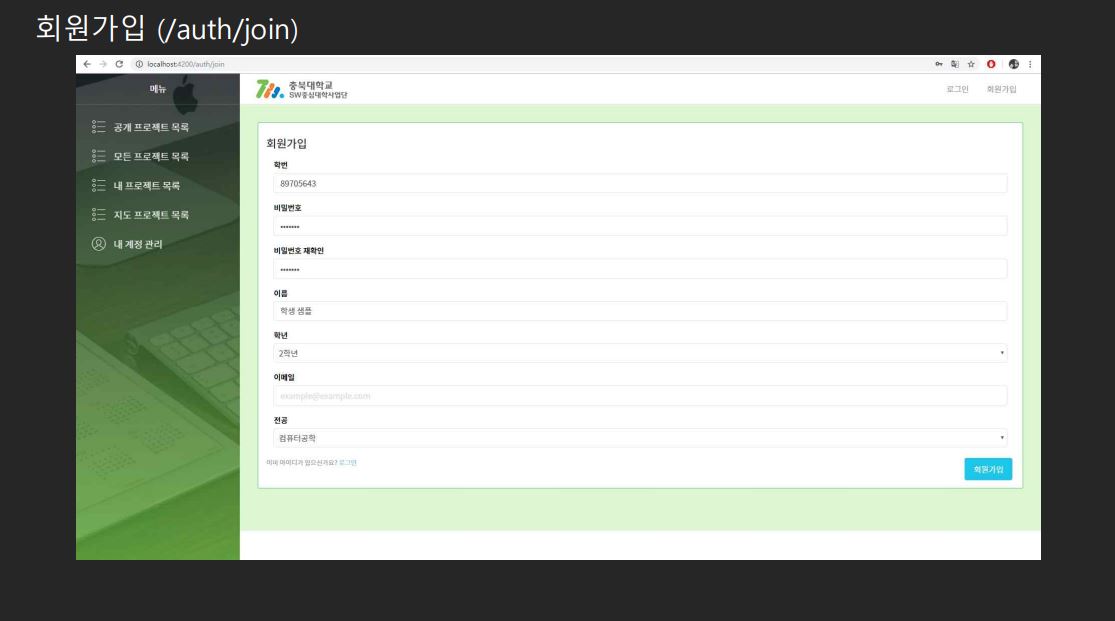 회원가입 (/auth/join)
localhost:4200/auth/join
메뉴
충북대학교
SW중심대학사업단
로그인 회원가입
공개 프로젝트 목록
모든 프로젝트 목록
내 프로젝트 목록
지도 프로젝트 목록
내 계정 관리
회원가입
학번
89705643
비밀번호
•••••••
비밀번호 재확인
•••••••
이름
학생 샘플
학년
2학년
이메일
example@example.com
전공
컴퓨터공학
이미 아이디가 있으신가요? 로그인
회원가입